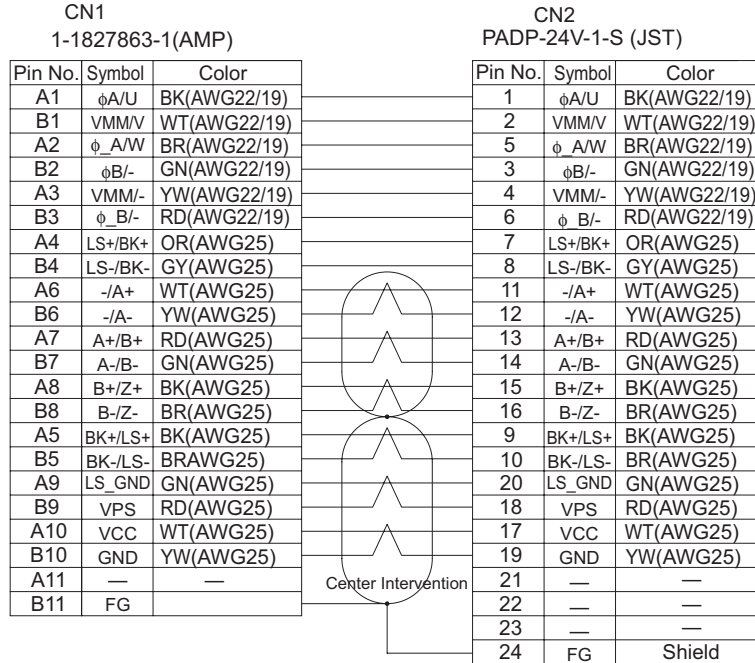 CN1 CN2
1-1827863-1(AMP) PADP-24V-1-S (JST)
Pin No. Symbol Color Pin No. Symbol Color
A1 ϕA/U BK(AWG22/19) 1 ϕA/U BK(AWG22/19)
B1 VMM/V WT(AWG22/19) 2 VMM/V WT(AWG22/19)
A2 ϕ_A/W BR(AWG22/19) 5 ϕ_A/W BR(AWG22/19)
B2 ϕB/- GN(AWG22/19) 3 ϕB/- GN(AWG22/19)
A3 VMM/- YW(AWG22/19) 4 VMM/- YW(AWG22/19)
B3 ϕ_B/- RD(AWG22/19) 6 ϕ_B/- RD(AWG22/19)
A4 LS+/BK+ OR(AWG25) 7 LS+/BK+ OR(AWG25)
B4 LS-/BK- GY(AWG25) 8 LS-/BK- GY(AWG25)
A6 -/A+ WT(AWG25) 11 -/A+ WT(AWG25)
B6 -/A- YW(AWG25) 12 -/A- YW(AWG25)
A7 A+/B+ RD(AWG25) 13 A+/B+ RD(AWG25)
B7 A-/B- GN(AWG25) 14 A-/B- GN(AWG25)
A8 B+/Z+ BK(AWG25) 15 B+/Z+ BK(AWG25)
B8 B-/Z- BR(AWG25) 16 B-/Z- BR(AWG25)
A5 BK+/LS+ BK(AWG25) 9 BK+/LS+ BK(AWG25)
B5 BK-/LS- BRAWG25) 10 BK-/LS- BR(AWG25)
A9 LS_GND GN(AWG25) 20 LS_GND GN(AWG25)
B9 VPS RD(AWG25) 18 VPS RD(AWG25)
A10 VCC WT(AWG25) 17 VCC WT(AWG25)
B10 GND YW(AWG25) 19 GND YW(AWG25)
A11 — — Center Intervention 21 — —
B11 FG 22 — —
23 — —
24 FG Shield